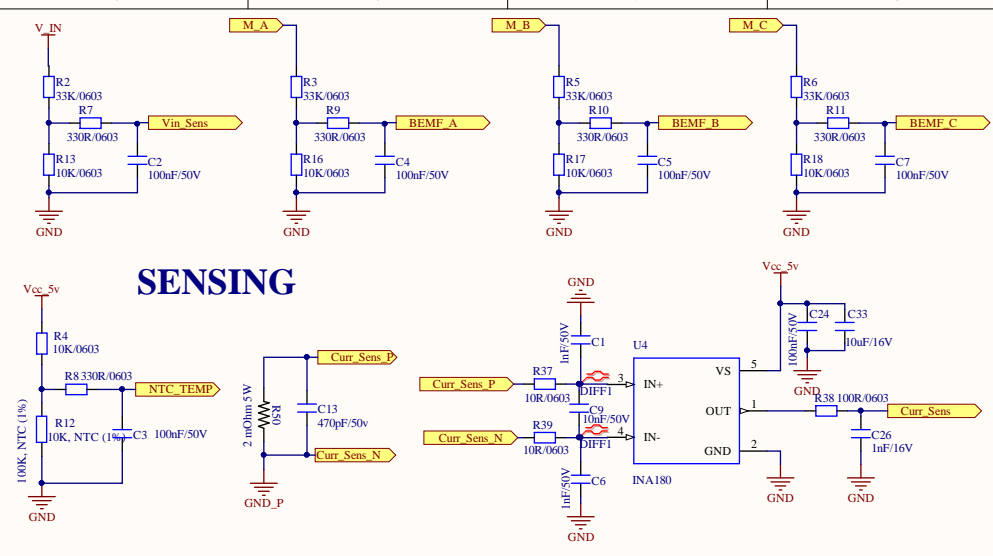 V_IN
M_A
M_B
M_C
R2
33K/0603
R3
33K/0603
R5
33K/0603
R6
33K/0603
R7
330R/0603
Vin_Sens
R9
330R/0603
BEMF_A
R10
330R/0603
BEMF_B
R11
330R/0603
BEMF_C
R13
10K/0603
C2
100nF/50V
R16
10K/0603
C4
100nF/50V
R17
10K/0603
C5
100nF/50V
R18
10K/0603
C7
100nF/50V
GND
GND
GND
GND
SENSING
Vcc_5v
R4
10K/0603
R8 330R/0603
NTC_TEMP
R12
10K, NTC (1%)
100K, NTC (1%)
C3 100nF/50V
GND
Curr_Sens_P
R50
2 mOhm 5 W
C13
470pF/50v
Curr_Sens_N
GND_P
GND
1nF/50V
C1
Curr_Sens_P
R37
10R/0603
DIFF1
C9
10nF/50V
Curr_Sens_N
R39
10R/0603
DIFF1
1nF/50V
C6
GND
U4
3
IN+
4
IN-
VS
5
OUT
1
GND
2
INA180
Vcc_5v
100nF/50V
C24
C33
10uF/16V
GND
R38 100R/0603
Curr_Sens
C26
1nF/16V
GND
GND